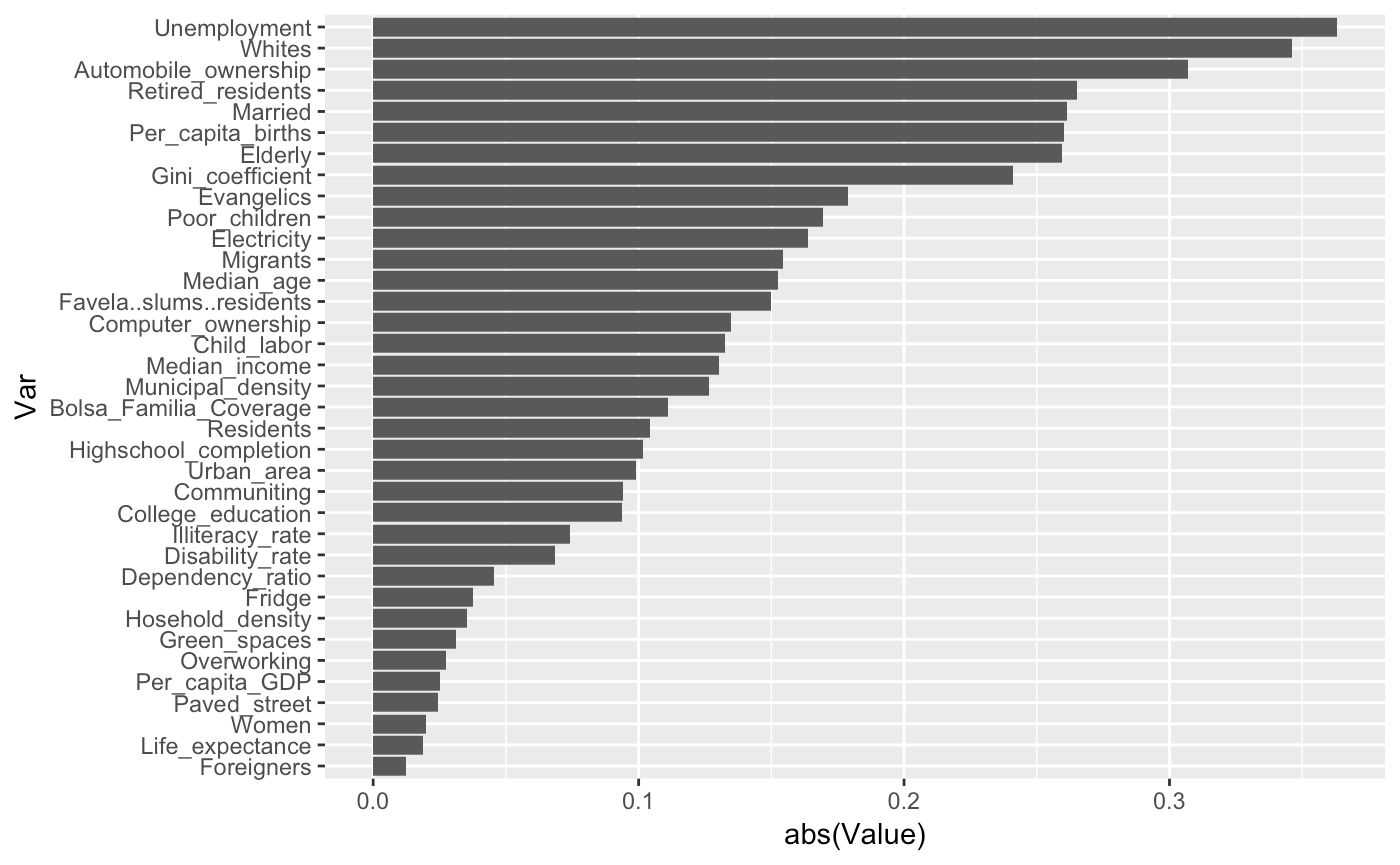 Unemployment
Whites
Automobile_ownership
Retired_residents
Married
Per_capita_births
Elderly
Gini_coefficient
Evangelics
Poor_children
Electricity
Migrants
Median_age
Favela..slums..residents
Computer_ownership
Child_labor
Median_income
Municipal_density
Bolsa_Familia_Coverage
Residents
Highschool_completion
Urban_area
Communiting
College_education
Illiteracy_rate
Disability_rate
Dependency_ratio
Fridge
Hosehold_density
Green_spaces
Overworking
Per_capita_GDP
Paved_street
Women
Life_expectance
Foreigners
Var
0.0 0.1 0.2 0.3
abs(Value)